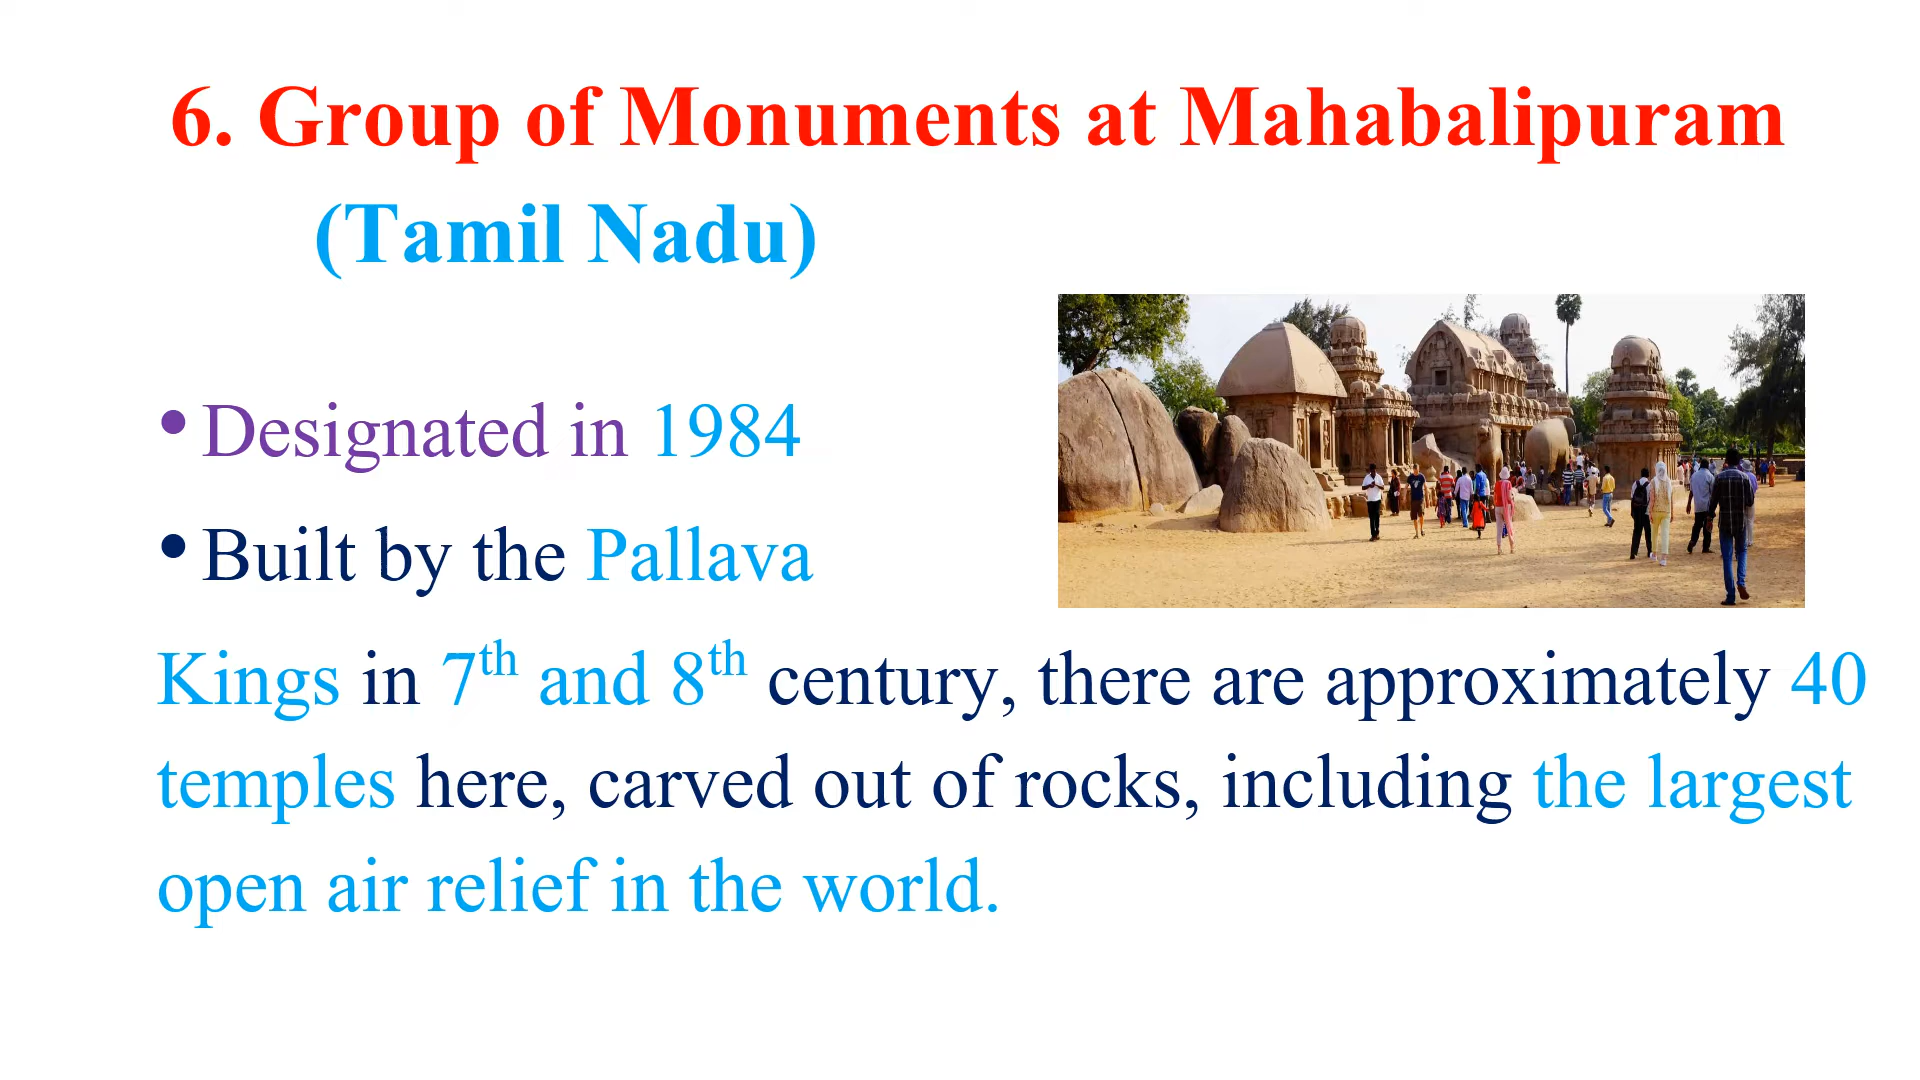 6. Group of Monuments at Mahabalipuram
(Tamil Nadu)
• Designated in 1984
• Built by the Pallava
Kings in 7th and 8th century, there are approximately 40
temples here, carved out of rocks, including the largest
open air relief in the world.